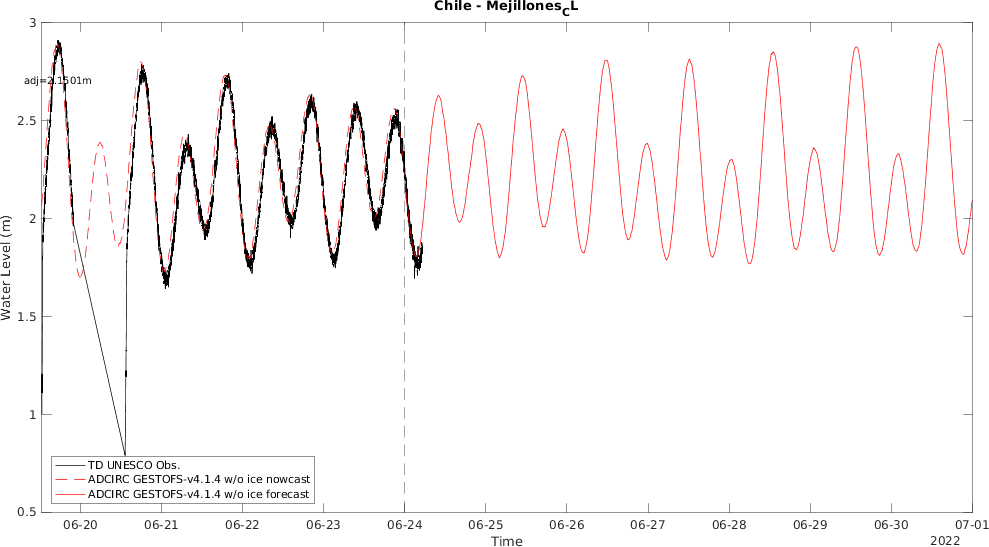 Chile - Mejillones_CL
adj=2.1501m
3
2.5
2
1.5
1
0.5
Water Level (m)
TD UNESCO Obs.
ADCIRC GESTOFS-v4.1.4 w/o ice nowcast
ADCIRC GESTOFS-v4.1.4 w/o ice forecast
06-20 06-21 06-22 06-23 06-24 06-25 06-26 06-27 06-28 06-29 06-30 07-01
Time
2022